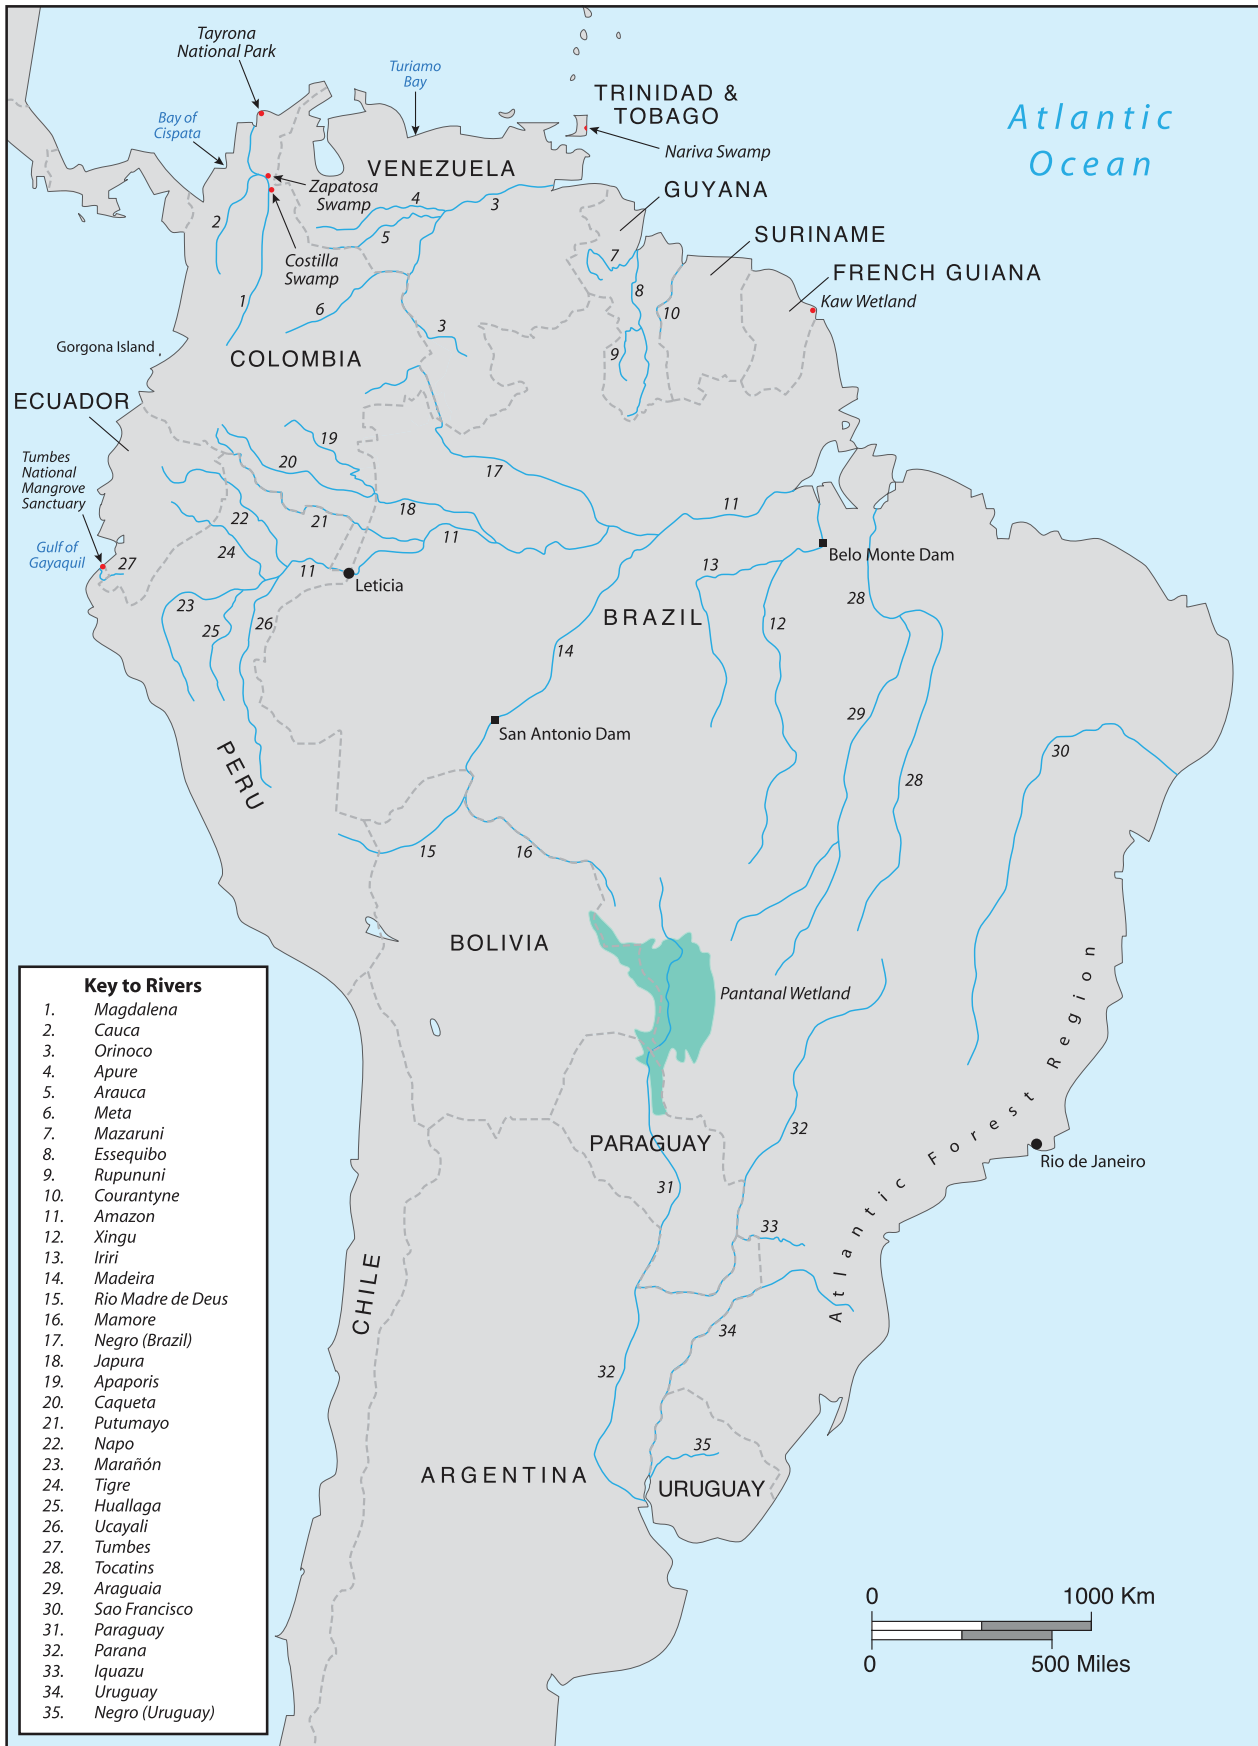 Tayrona
National Park
Turiamo
Bay
TRINIDAD &
TOBAGO
Atlantic
Ocean
Bay of
Cispata
Nariva Swamp
VENEZUELA
Zapatosa
Swamp
GUYANA
4
3
2
5
SURINAME
Costilla
Swamp
7
FRENCH GUIANA
8
Kaw Wetland
1
6
10
3
Gorgona Island
COLOMBIA
9
ECUADOR
19
Tumbes
National
Mangrove
Sanctuary
20
17
18
11
22
21
11
Gulf of
Gayaquil
24
27
11
Leticia
Belo Monte Dam
13
23
25
26
BRAZIL
12
28
14
29
San Antonio Dam
30
PERU
28
15
16
BOLIVIA
Pantanal Wetland
Atlantic Forest Region
32
PARAGUAY
Rio de Janeiro
31
33
CHILE
34
32
35
ARGENTINA
URUGUAY
Key to Rivers
1. Magdalena
2. Cauca
3. Orinoco
4. Apure
5. Arauca
6. Meta
7. Mazaruni
8. Essequibo
9. Rupununi
10. Courantyne
11. Amazon
12. Xingu
13. Iriri
14. Madeira
15. Rio Madre de Deus
16. Mamore
17. Negro (Brazil)
18. Japura
19. Apaporis
20. Caqueta
21. Putumayo
22. Napo
23. Marañón
24. Tigre
25. Huallaga
26. Ucayali
27. Tumbes
28. Tocatins
29. Araguaia
30. Sao Francisco
31. Paraguay
32. Parana
33. Iquazu
34. Uruguay
35. Negro (Uruguay)
0 1000 Km
0 500 Miles